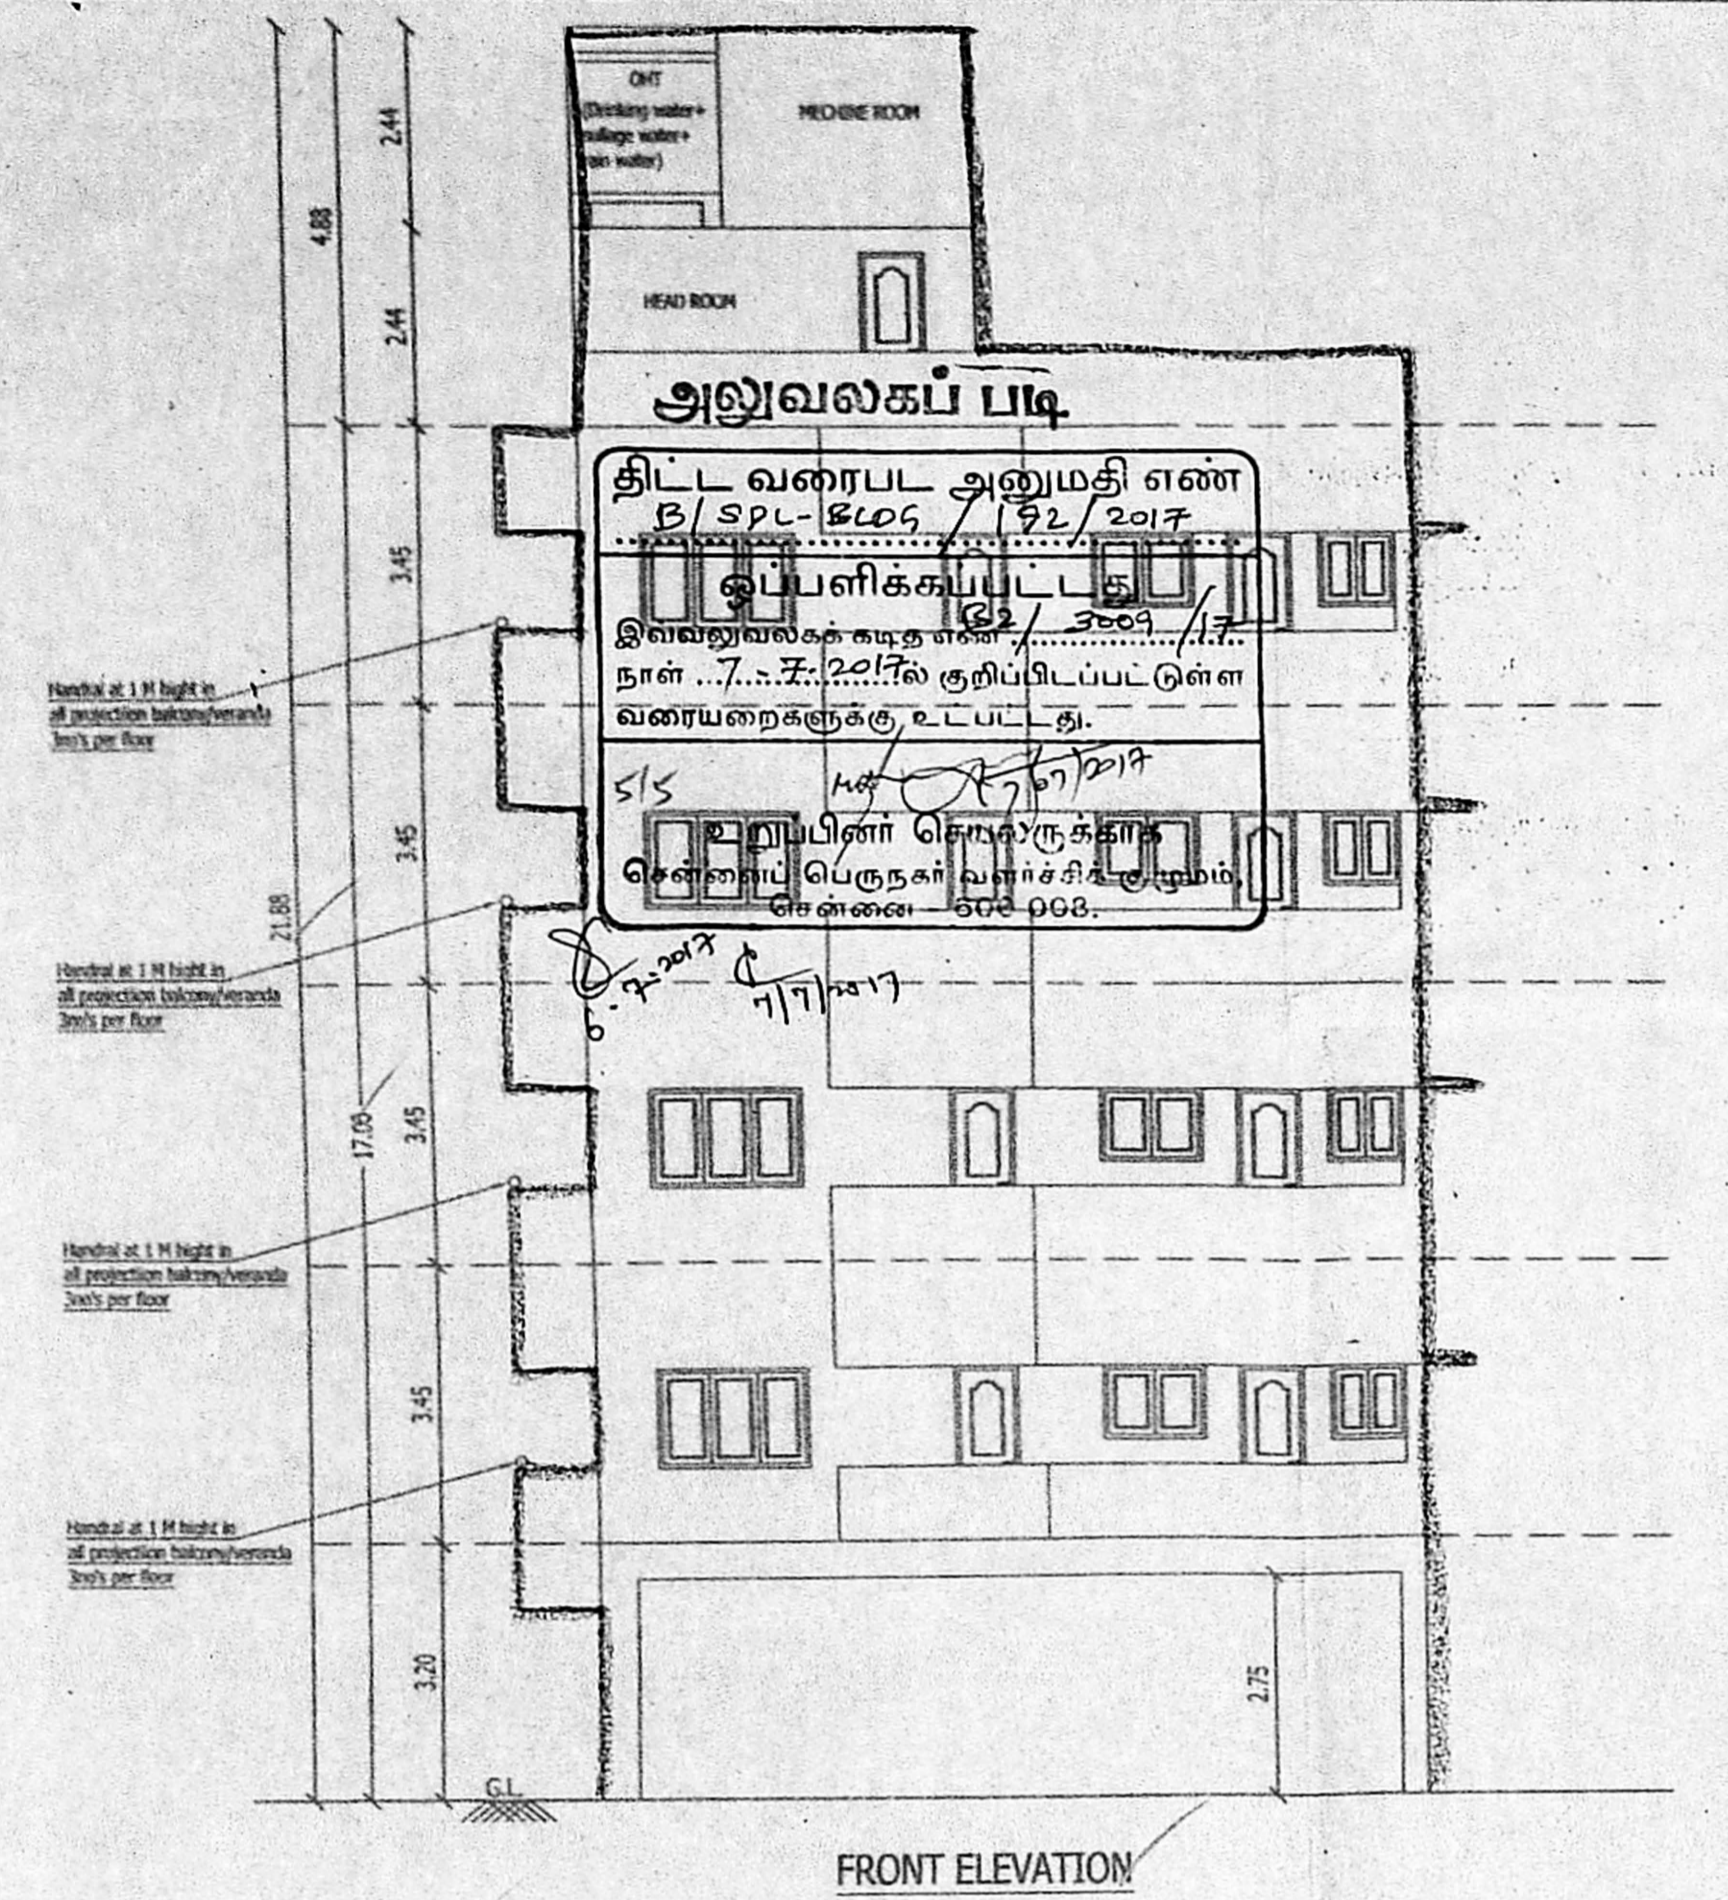 OHT
(Drinking water+
sullage water+
rain water)
MECHINE ROOM
2.44
4.88
HEAD ROOM
2.44
அலுவலகப் படி
திட்ட வரைபட அனுமதி எண்
B/SPL-BLDG/192/2017
ஒப்பளிக்கப்பட்டது
இவ்வலுவலகக் கடித எண் B2/3009/17
நாள் 7-7-2017ல் குறிப்பிடப்பட்டுள்ள
வரையறைகளுக்கு உட்பட்டது.
5/5
7/07/2017
உறுப்பினர் செயலருக்காக
சென்னைப் பெருநகர் வளர்ச்சிக் குழுமம்,
சென்னை - 600 008.
6.7.2017
7/7/2017
3.45
Handral at 1 M hight in
all projection balcony/veranda
3no's per floor
3.45
21.88
Handral at 1 M hight in
all projection balcony/veranda
3no's per floor
17.00
3.45
Handral at 1 M hight in
all projection balcony/veranda
3no's per floor
3.45
Handral at 1 M hight in
all projection balcony/veranda
3no's per floor
3.20
2.75
G.L.
FRONT ELEVATION